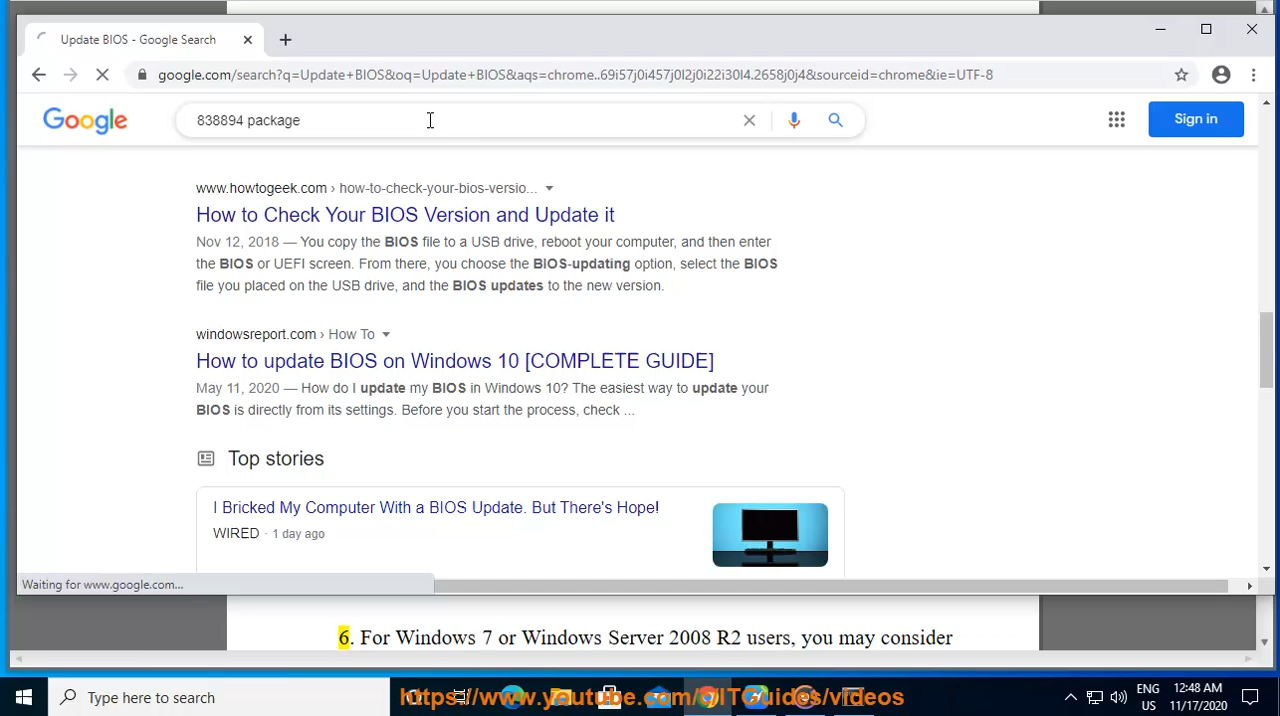 Update BIOS - Google Search
google.com/search?q=Update+BIOS&oq=Update+BIOS&aqs=chrome..69i57j0i457j0l2j0i22i30l4.2658j0j4&sourceid=chrome&ie=UTF-8
Google
838894 package
Sign in
www.howtogeek.com › how-to-check-your-bios-versio...
How to Check Your BIOS Version and Update it
Nov 12, 2018 — You copy the BIOS file to a USB drive, reboot your computer, and then enter
the BIOS or UEFI screen. From there, you choose the BIOS-updating option, select the BIOS
file you placed on the USB drive, and the BIOS updates to the new version.
windowsreport.com › How To
How to update BIOS on Windows 10 [COMPLETE GUIDE]
May 11, 2020 — How do I update my BIOS in Windows 10? The easiest way to update your
BIOS is directly from its settings. Before you start the process, check ...
Top stories
I Bricked My Computer With a BIOS Update. But There's Hope!
WIRED · 1 day ago
Waiting for www.google.com...
6. For Windows 7 or Windows Server 2008 R2 users, you may consider
Type here to search
https://www.youtube.com/c/ITGuides/videos
ENG
US
12:48 AM
11/17/2020